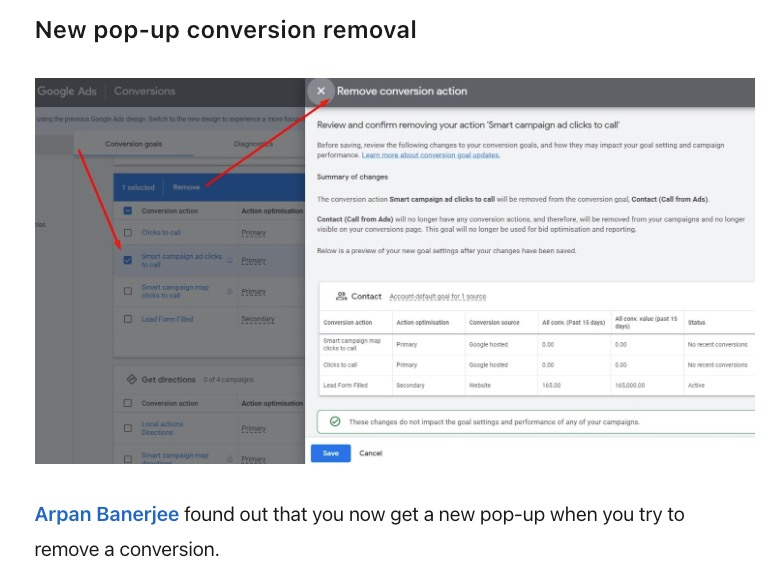 New pop-up conversion removal
Google Ads Conversions
Remove conversion action
using the previous Google Ads design. Switch to the new design to experience a more
Review and confirm removing your action 'Smart campaign ad clicks to call'
Conversion goals Diagnostics
Before saving, review the following changes to your conversion goals, and how they may impact your goal setting and campaign
performance. Learn more about conversion goal updates.
Summary of changes
1 selected Remove
The conversion action Smart campaign ad clicks to call will be removed from the conversion goal, Contact (Call from Ads).
Conversion action Action optimisation
Contact (Call from Ads) will no longer have any conversion actions, and therefore, will be removed from your campaigns and no longer
visible on your conversions page. This goal will no longer be used for bid optimisation and reporting.
Clicks to call Primary
Below is a preview of your new goal settings after your changes have been saved.
Smart campaign ad clicks
to call
Primary
Smart campaign map
clicks to call
Primary
Lead Form Filled Secondary
Contact Account-default goal for 1 source
Conversion action Action optimisation Conversion source All conv. (Past 15 days) All conv. value (past 15
days) Status
Smart campaign map
clicks to call
Primary Google hosted 0.00 0.00 No recent conversions
Clicks to call Primary Google hosted 0.00 0.00 No recent conversions
Lead Form Filled Secondary Website 165.00 165,000.00 Active
Get directions 0 of 4 campaigns
Conversion action Action optimisation
Local actions -
Directions
Primary
Smart campaign map
directions
Primary
These changes do not impact the goal settings and performance of any of your campaigns.
Save Cancel
Arpan Banerjee found out that you now get a new pop-up when you try to
remove a conversion.